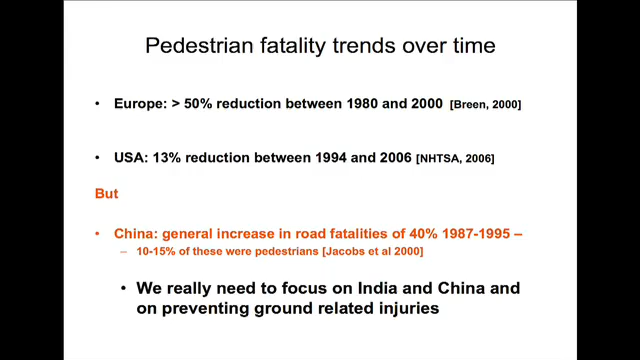 Pedestrian fatality trends over time
• Europe: > 50% reduction between 1980 and 2000 [Breen, 2000]
• USA: 13% reduction between 1994 and 2006 [NHTSA, 2006]
But
• China: general increase in road fatalities of 40% 1987-1995 –
– 10-15% of these were pedestrians [Jacobs et al 2000]
• We really need to focus on India and China and
on preventing ground related injuries